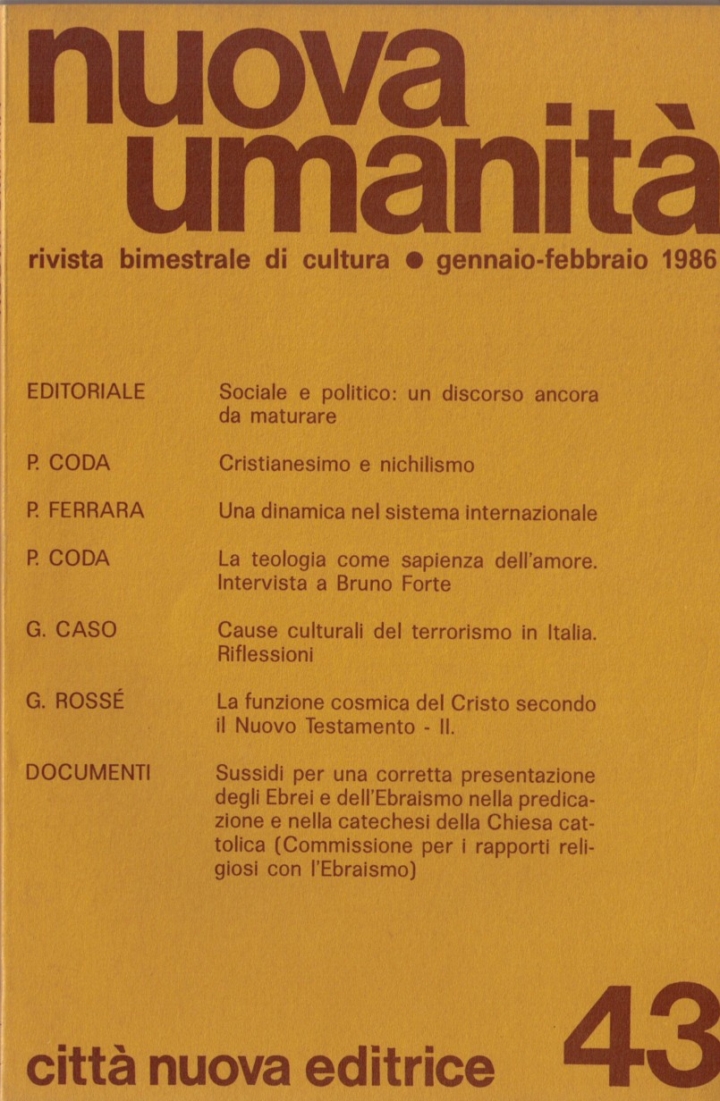 nuova
umanità
rivista bimestrale di cultura ● gennaio-febbraio 1986
EDITORIALE Sociale e politico: un discorso ancora
da maturare
P. CODA Cristianesimo e nichilismo
P. FERRARA Una dinamica nel sistema internazionale
P. CODA La teologia come sapienza dell'amore.
Intervista a Bruno Forte
G. CASO Cause culturali del terrorismo in Italia.
Riflessioni
G. ROSSÉ La funzione cosmica del Cristo secondo
il Nuovo Testamento - II.
DOCUMENTI Sussidi per una corretta presentazione
degli Ebrei e dell'Ebraismo nella predica-
zione e nella catechesi della Chiesa cat-
tolica (Commissione per i rapporti reli-
giosi con l'Ebraismo)
città nuova editrice 43